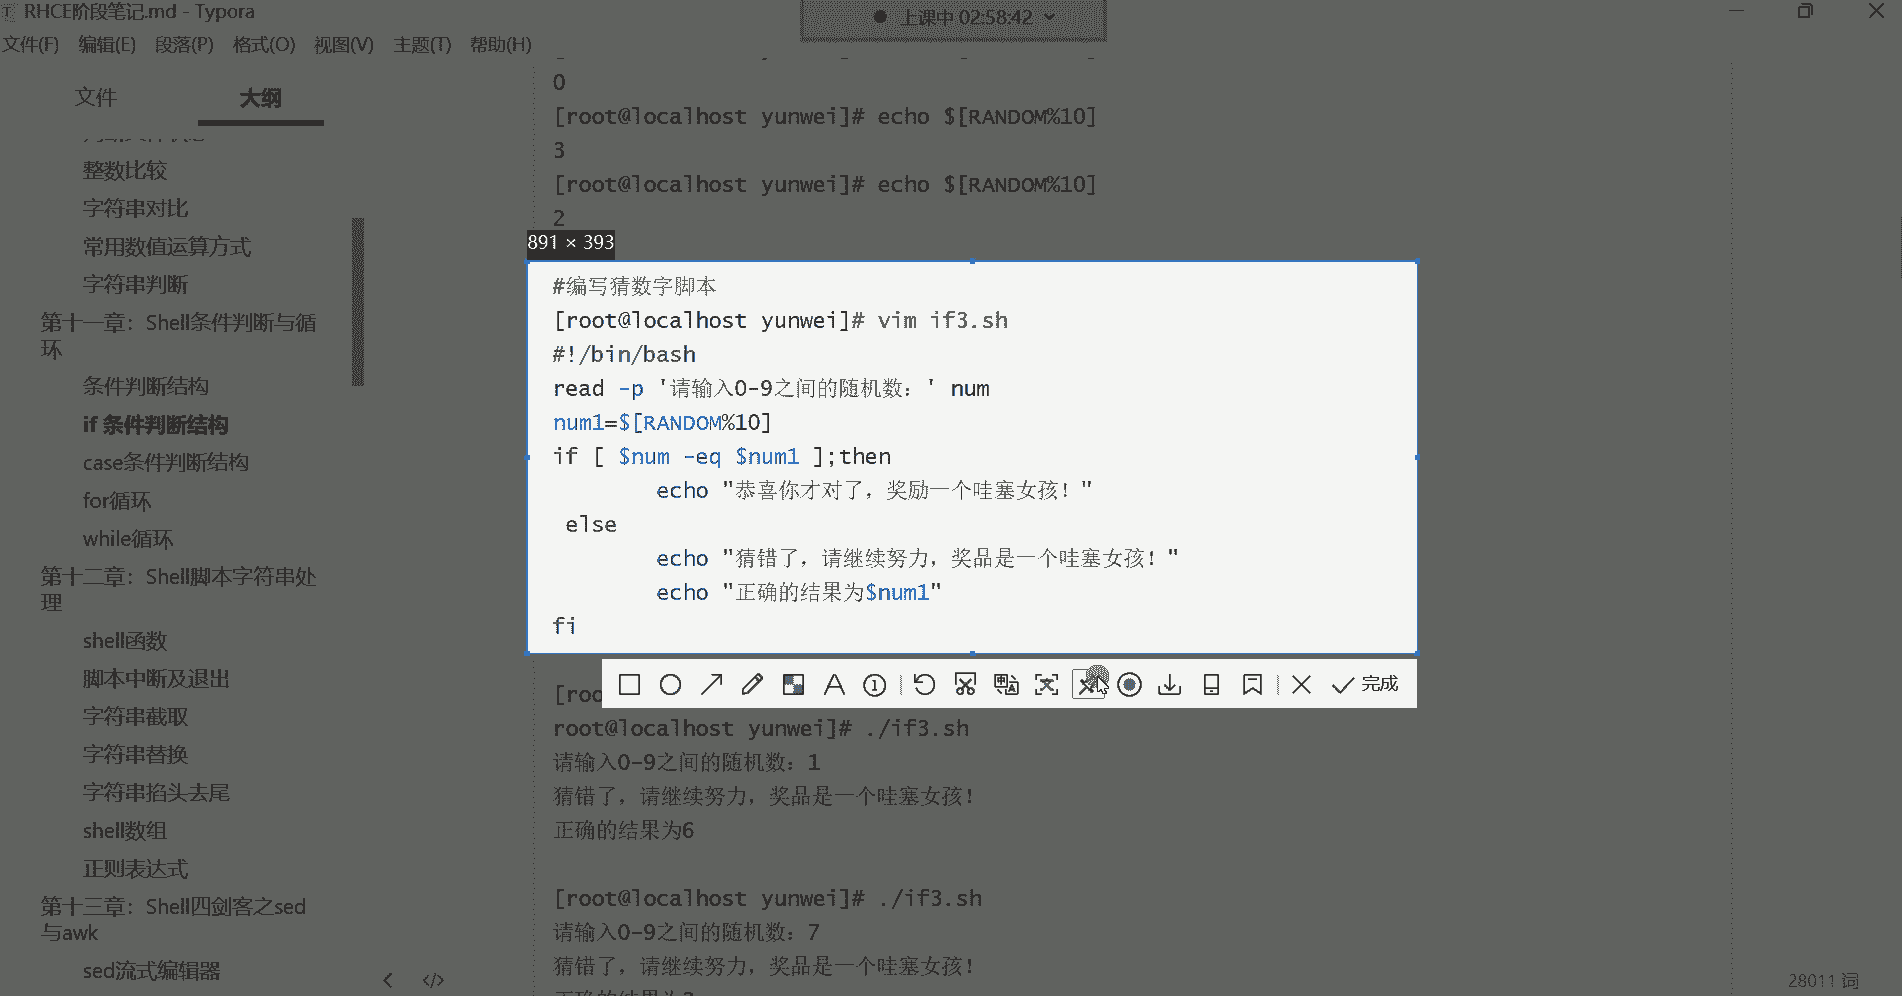 RHCE阶段笔记.md - Typora
上课中 02:58:42
文件(F) 编辑(E) 段落(P) 格式(O) 视图(V) 主题(T) 帮助(H)
文件
大纲
整数比较
字符串对比
常用数值运算方式
字符串判断
第十一章：Shell条件判断与循
环
条件判断结构
if 条件判断结构
case条件判断结构
for循环
while循环
第十二章：Shell脚本字符串处
理
shell函数
脚本中断及退出
字符串截取
字符串替换
字符串掐头去尾
shell数组
正则表达式
第十三章：Shell四剑客之sed
与awk
sed流式编辑器
0
[root@localhost yunwei]# echo $[RANDOM%10]
3
[root@localhost yunwei]# echo $[RANDOM%10]
2
891 × 393
#编写猜数字脚本
[root@localhost yunwei]# vim if3.sh
#!/bin/bash
read -p '请输入0-9之间的随机数：' num
num1=$[RANDOM%10]
if [ $num -eq $num1 ];then
echo "恭喜你才对了，奖励一个哇塞女孩！"
else
echo "猜错了，请继续努力，奖品是一个哇塞女孩！"
echo "正确的结果为$num1"
fi
完成
[roo
root@localhost yunwei]# ./if3.sh
请输入0-9之间的随机数：1
猜错了，请继续努力，奖品是一个哇塞女孩！
正确的结果为6
[root@localhost yunwei]# ./if3.sh
请输入0-9之间的随机数：7
猜错了，请继续努力，奖品是一个哇塞女孩！
28011 词